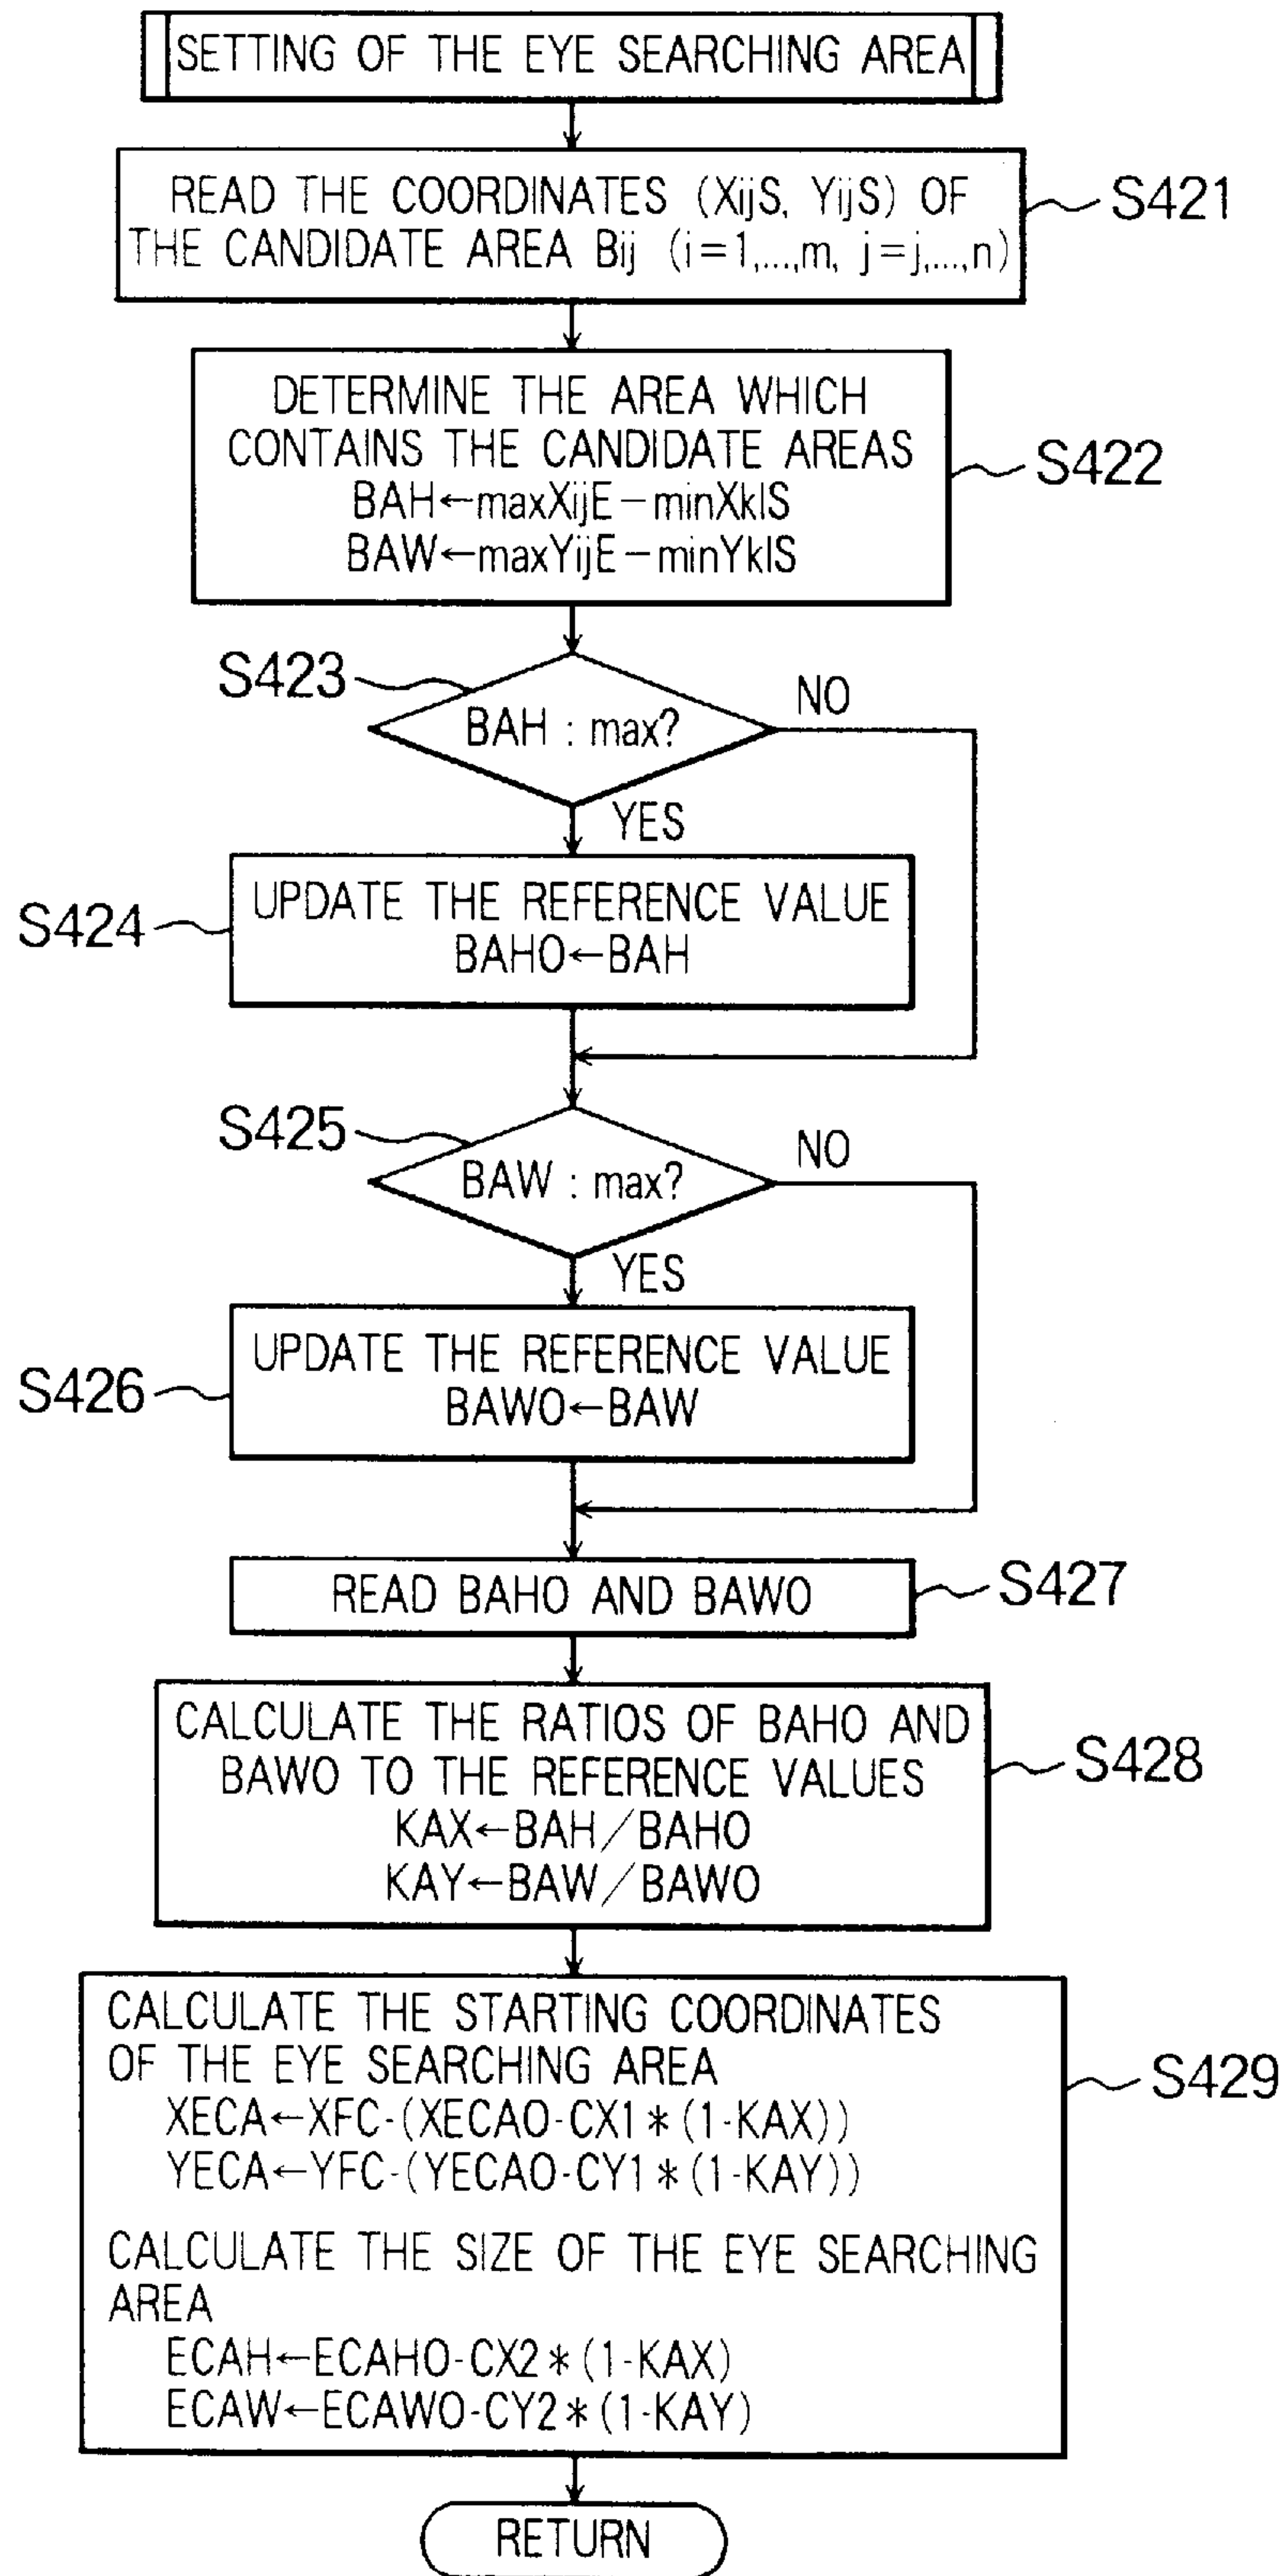 SETTING OF THE EYE SEARCHING AREA
READ THE COORDINATES (XijS, YijS) OF
THE CANDIDATE AREA Bij (i=1,...,m, j=j,...,n)
S421
DETERMINE THE AREA WHICH
CONTAINS THE CANDIDATE AREAS
BAH←maxXijE-minXklS
BAW←maxYijE-minYklS
S422
S423
BAH : max?
NO
YES
UPDATE THE REFERENCE VALUE
BAHO←BAH
S424
S425
BAW : max?
NO
YES
UPDATE THE REFERENCE VALUE
BAWO←BAW
S426
READ BAHO AND BAWO
S427
CALCULATE THE RATIOS OF BAHO AND
BAWO TO THE REFERENCE VALUES
KAX←BAH/BAHO
KAY←BAW/BAWO
S428
CALCULATE THE STARTING COORDINATES
OF THE EYE SEARCHING AREA
XECA←XFC-(XECAO-CX1*(1-KAX))
YECA←YFC-(YECAO-CY1*(1-KAY))
CALCULATE THE SIZE OF THE EYE SEARCHING
AREA
ECAH←ECAHO-CX2*(1-KAX)
ECAW←ECAWO-CY2*(1-KAY)
S429
RETURN